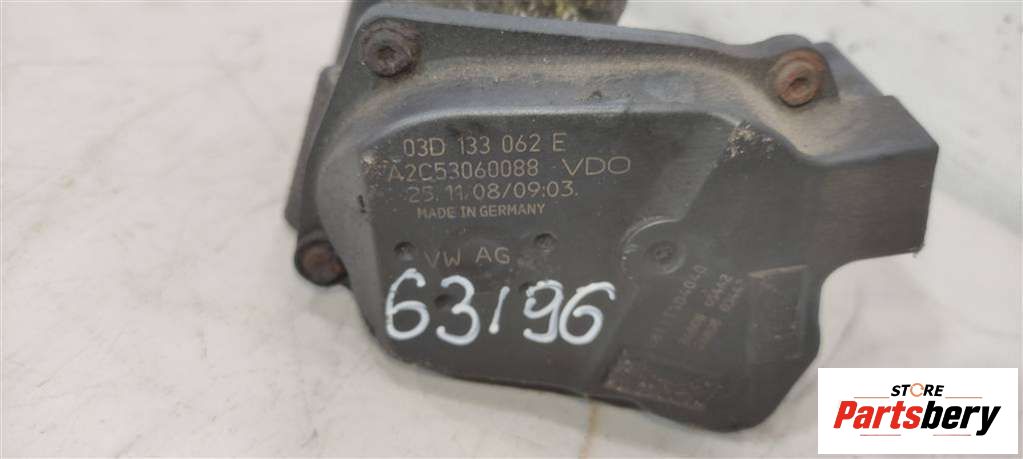 03D 133 062 E
A2C53060088 VDO
25.11.08/09:03.
MADE IN GERMANY
VW AG
63196
STORE
Partsbery